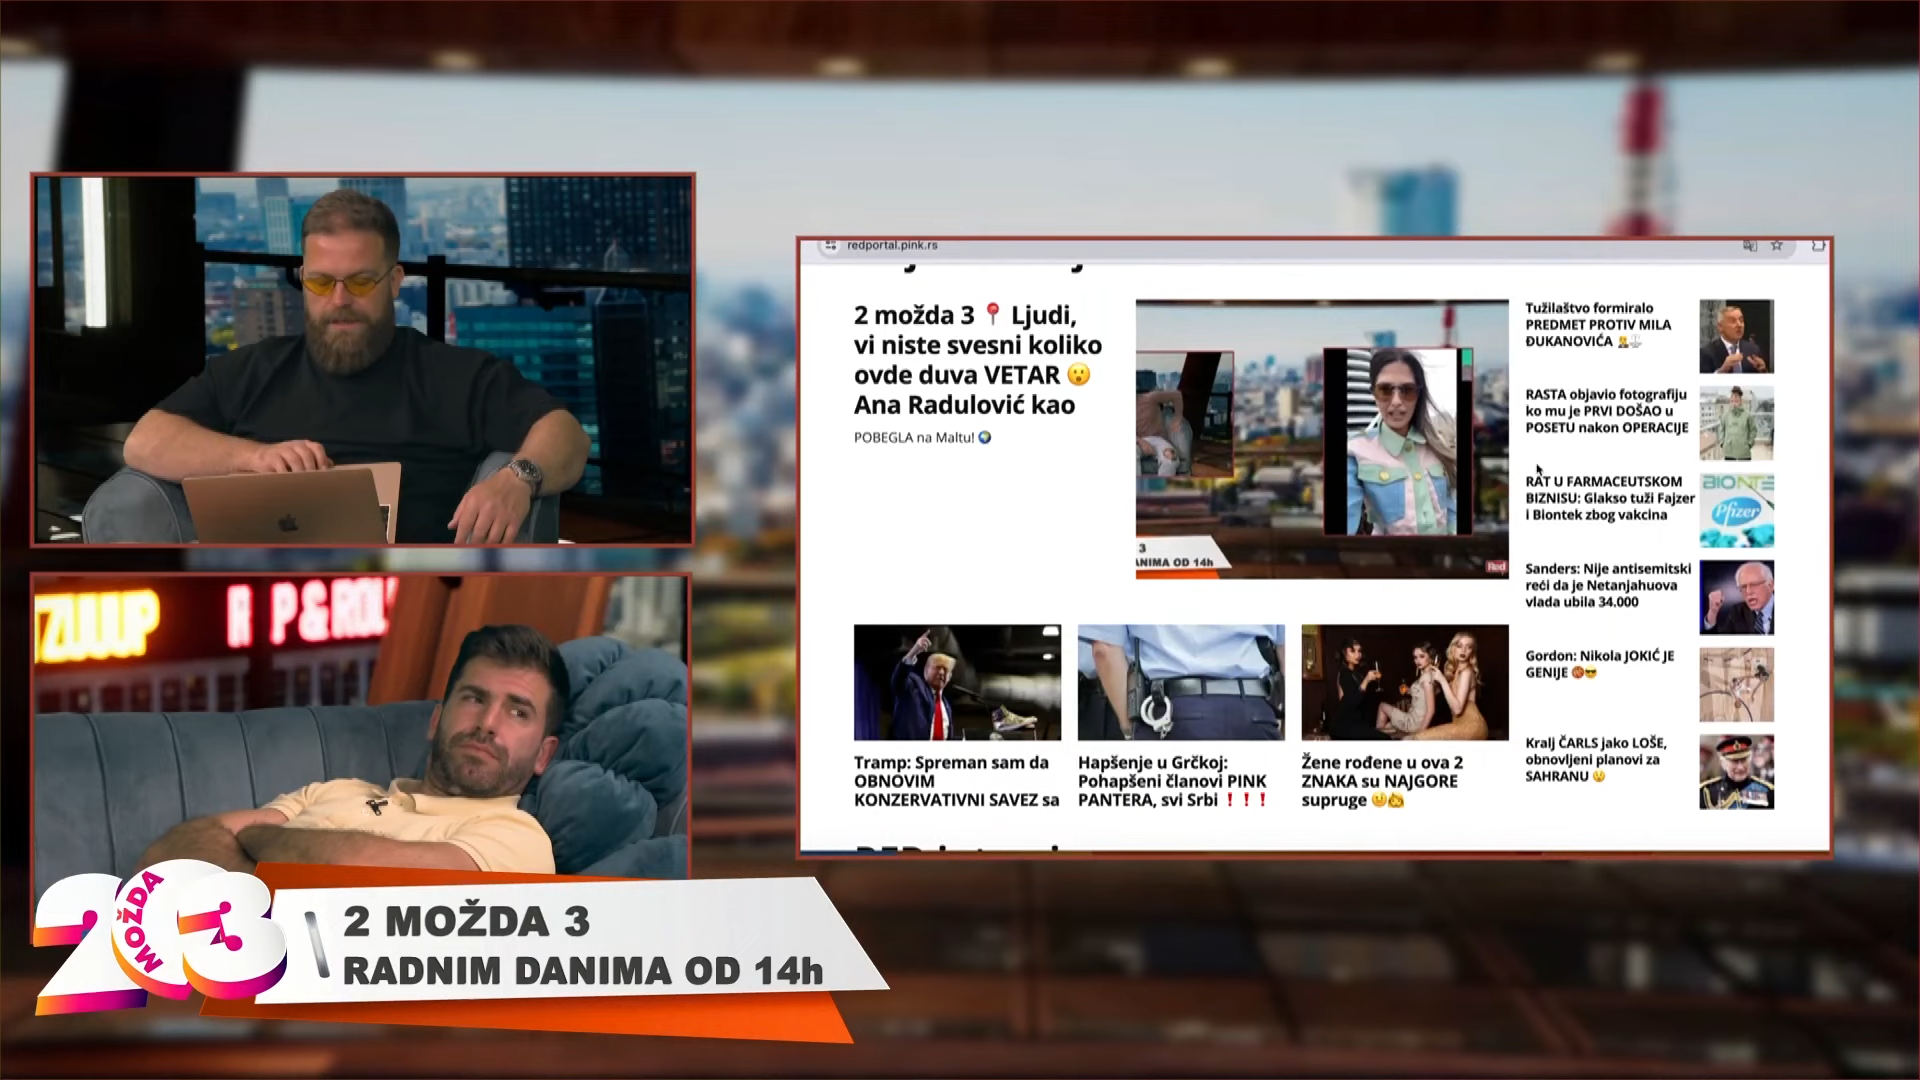 redportal.pink.rs
2 možda 3 📍 Ljudi,
vi niste svesni koliko
ovde duva VETAR 😮
Ana Radulović kao
POBEGLA na Maltu! 🌍
3
ANIMA OD 14h
Red
Tužilaštvo formiralo
PREDMET PROTIV MILA
ĐUKANOVIĆA
RASTA objavio fotografiju
ko mu je PRVI DOŠAO u
POSETU nakon OPERACIJE
RAT U FARMACEUTSKOM
BIZNISU: Glakso tuži Fajzer
i Biontek zbog vakcina
BIONTE
Pfizer
Sanders: Nije antisemitski
reći da je Netanjahuova
vlada ubila 34.000
Gordon: Nikola JOKIĆ JE
GENIJE 🏀😎
Kralj ČARLS jako LOŠE,
obnovljeni planovi za
SAHRANU 😯
Tramp: Spreman sam da
OBNOVIM
KONZERVATIVNI SAVEZ sa
Hapšenje u Grčkoj:
Pohapšeni članovi PINK
PANTERA, svi Srbi ❗❗❗
Žene rođene u ova 2
ZNAKA su NAJGORE
supruge
P&ROL
2 MOŽDA 3
2 MOŽDA 3
RADNIM DANIMA OD 14h